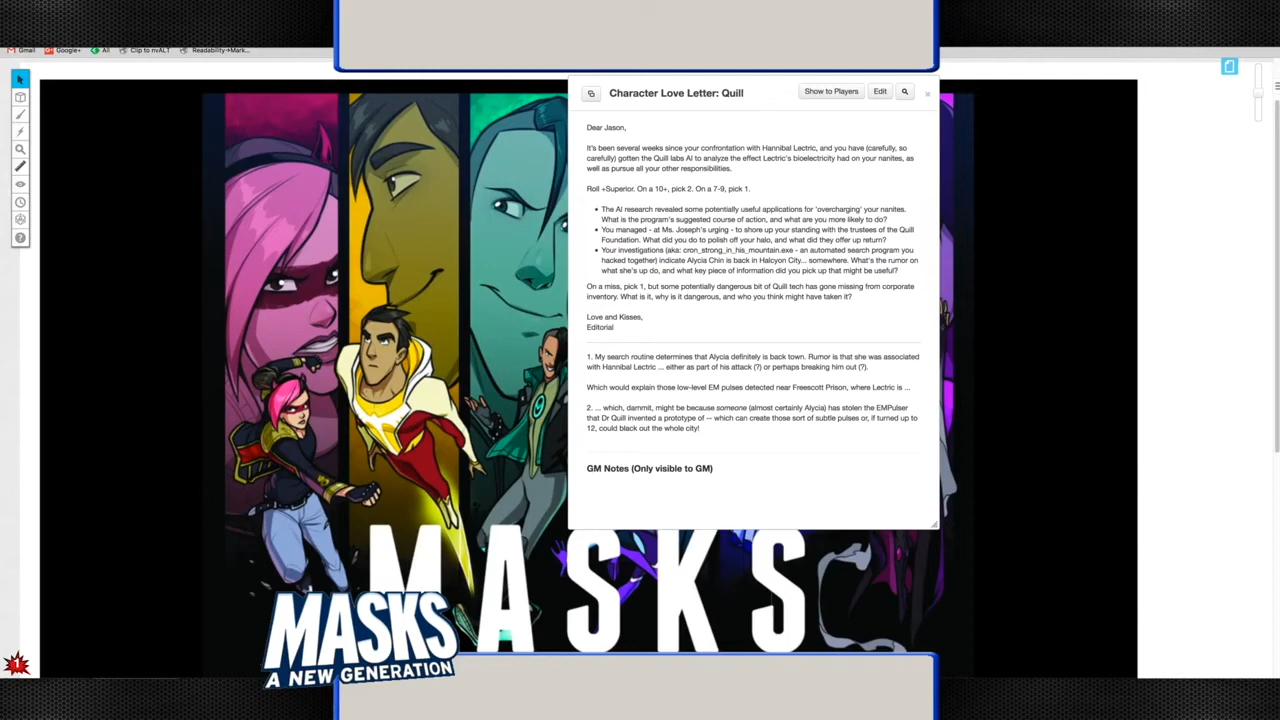 Gmail Google+ All Clip to nvALT Readability→Mark...
Character Love Letter: Quill
Show to Players
Edit
Dear Jason,
It's been several weeks since your confrontation with Hannibal Lectric, and you have (carefully, so
carefully) gotten the Quill labs AI to analyze the effect Lectric's bioelectricity had on your nanites, as
well as pursue all your other responsibilities.
Roll +Superior. On a 10+, pick 2. On a 7-9, pick 1.
• The AI research revealed some potentially useful applications for 'overcharging' your nanites.
What is the program's suggested course of action, and what are you more likely to do?
• You managed - at Ms. Joseph's urging - to shore up your standing with the trustees of the Quill
Foundation. What did you do to polish off your halo, and what did they offer up return?
• Your investigations (aka: cron_strong_in_his_mountain.exe - an automated search program you
hacked together) indicate Alycia Chin is back in Halcyon City... somewhere. What's the rumor on
what she's up do, and what key piece of information did you pick up that might be useful?
On a miss, pick 1, but some potentially dangerous bit of Quill tech has gone missing from corporate
inventory. What is it, why is it dangerous, and who you think might have taken it?
Love and Kisses,
Editorial
1. My search routine determines that Alycia definitely is back town. Rumor is that she was associated
with Hannibal Lectric ... either as part of his attack (?) or perhaps breaking him out (?).
Which would explain those low-level EM pulses detected near Freescott Prison, where Lectric is ...
2. ... which, dammit, might be because someone (almost certainly Alycia) has stolen the EMPulser
that Dr Quill invented a prototype of -- which can create those sort of subtle pulses or, if turned up to
12, could black out the whole city!
GM Notes (Only visible to GM)
MASKS
MASKS
A NEW GENERATION
1